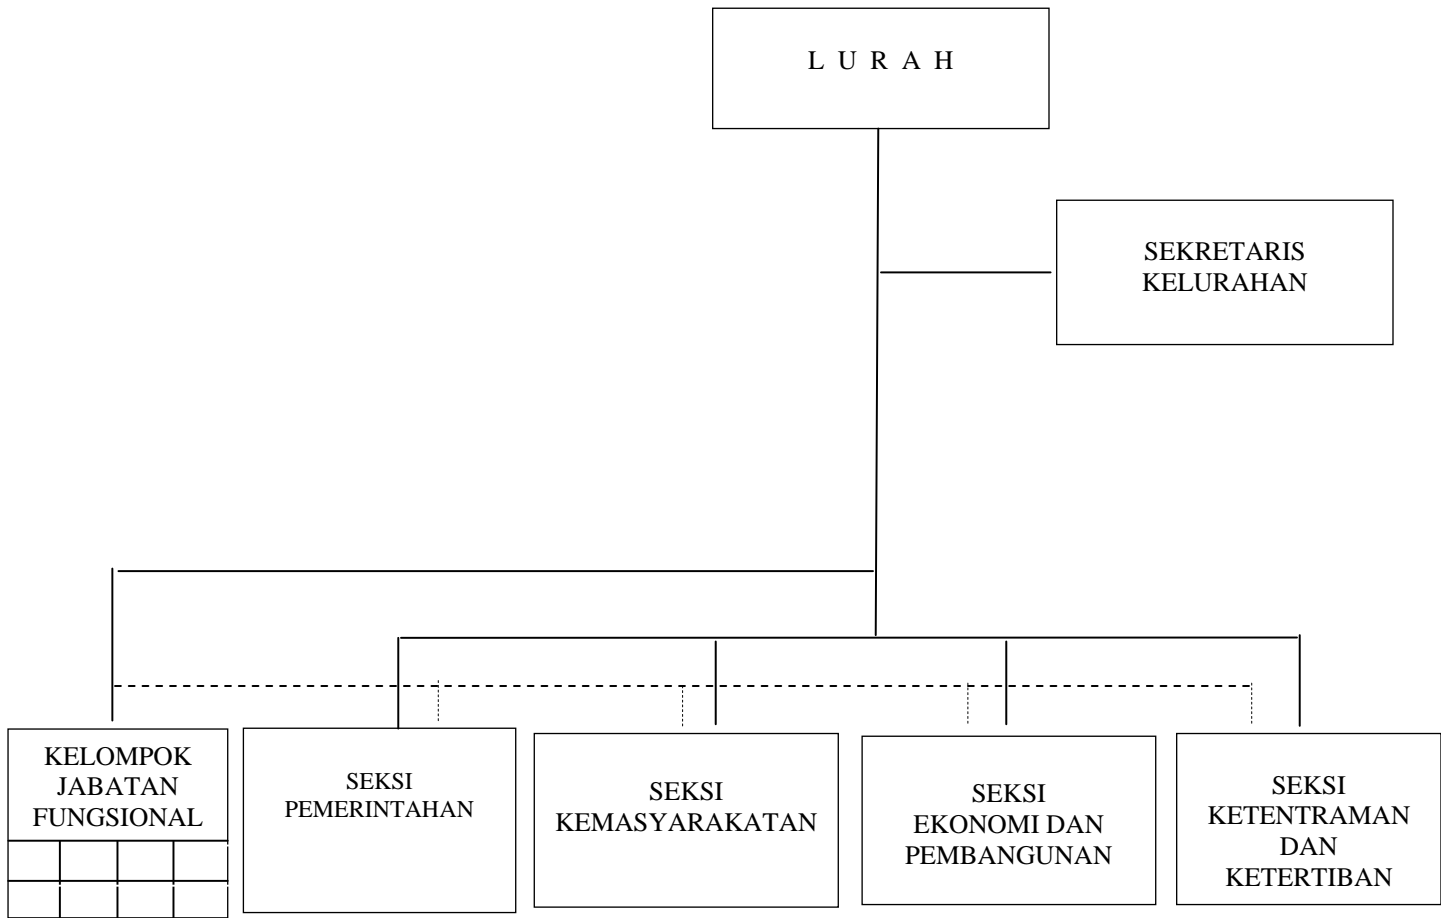 L U R A H
SEKRETARIS
KELURAHAN
KELOMPOK
JABATAN
FUNGSIONAL
SEKSI
PEMERINTAHAN
SEKSI
KEMASYARAKATAN
SEKSI
EKONOMI DAN
PEMBANGUNAN
SEKSI
KETENTRAMAN
DAN
KETERTIBAN